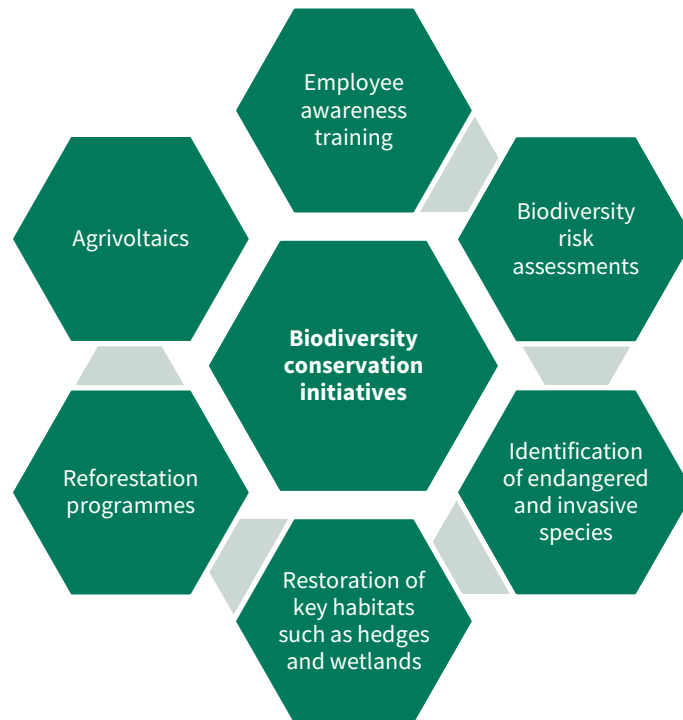 Employee
awareness
training
Biodiversity
risk
assessments
Identification
of endangered
and invasive
species
Restoration of
key habitats
such as hedges
and wetlands
Reforestation
programmes
Agrivoltaics
Biodiversity
conservation
initiatives